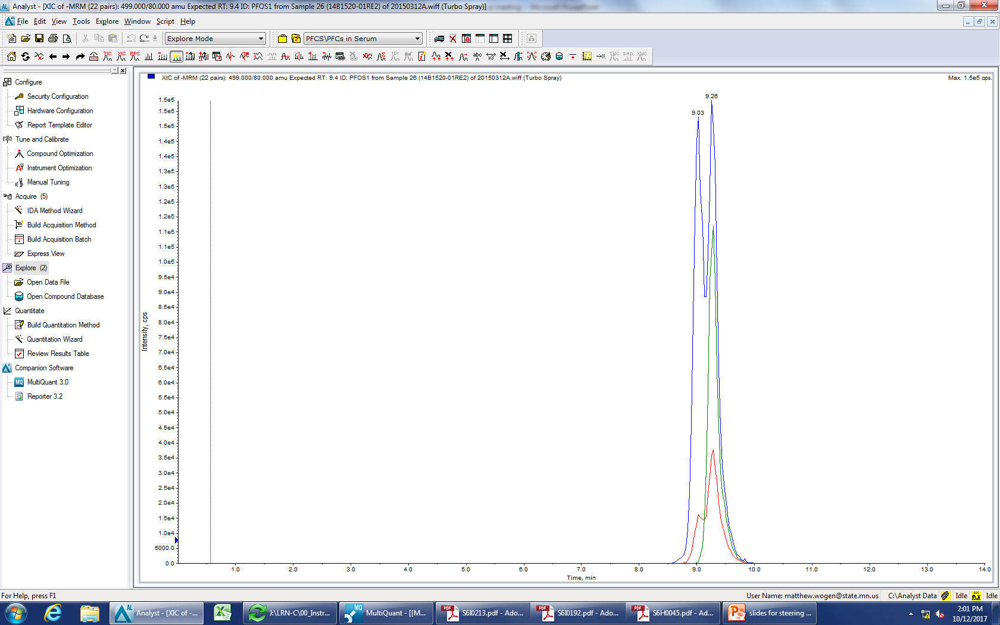 Analyst - [XIC of -MRM (22 pairs): 499.000/80.000 amu Expected RT: 9.4 ID: PFOS1 from Sample 26 (14B1520-01RE2) of 20150312A.wiff (Turbo Spray)]
File Edit View Tools Explore Window Script Help
Explore Mode
PFCS\PFCs in Serum
Configure
Security Configuration
Hardware Configuration
Report Template Editor
Tune and Calibrate
Compound Optimization
Instrument Optimization
Manual Tuning
Acquire (5)
IDA Method Wizard
Build Acquisition Method
Build Acquisition Batch
Express View
Explore (2)
Open Data File
Open Compound Database
Quantitate
Build Quantitation Method
Quantitation Wizard
Review Results Table
Companion Software
MultiQuant 3.0
Reporter 3.2
XIC of -MRM (22 pairs): 499.000/80.000 amu Expected RT: 9.4 ID: PFOS1 from Sample 26 (14B1520-01RE2) of 20150312A.wiff (Turbo Spray)
Max. 1.5e5 cps.
9.26
9.03
1.5e5
1.5e5
1.5e5
1.4e5
1.4e5
1.3e5
1.3e5
1.2e5
1.2e5
1.1e5
1.1e5
1.0e5
9.5e4
9.0e4
8.5e4
8.0e4
7.5e4
7.0e4
6.5e4
6.0e4
5.5e4
5.0e4
4.5e4
4.0e4
3.5e4
3.0e4
2.5e4
2.0e4
1.5e4
1.0e4
5000.0
0.0
Intensity, cps
1.0 2.0 3.0 4.0 5.0 6.0 7.0 8.0 9.0 10.0 11.0 12.0 13.0 14.0
Time, min
For Help, press F1
User Name: matthew.wogen@state.mn.us C:\Analyst Data Idle Idle
Analyst - [XIC of -...
J:\LRN-C\00_Instr...
MultiQuant - [[M...
S6I0213.pdf - Ado...
S6I0192.pdf - Ado...
S6H0045.pdf - Ad...
slides for steering ...
2:01 PM
10/12/2017